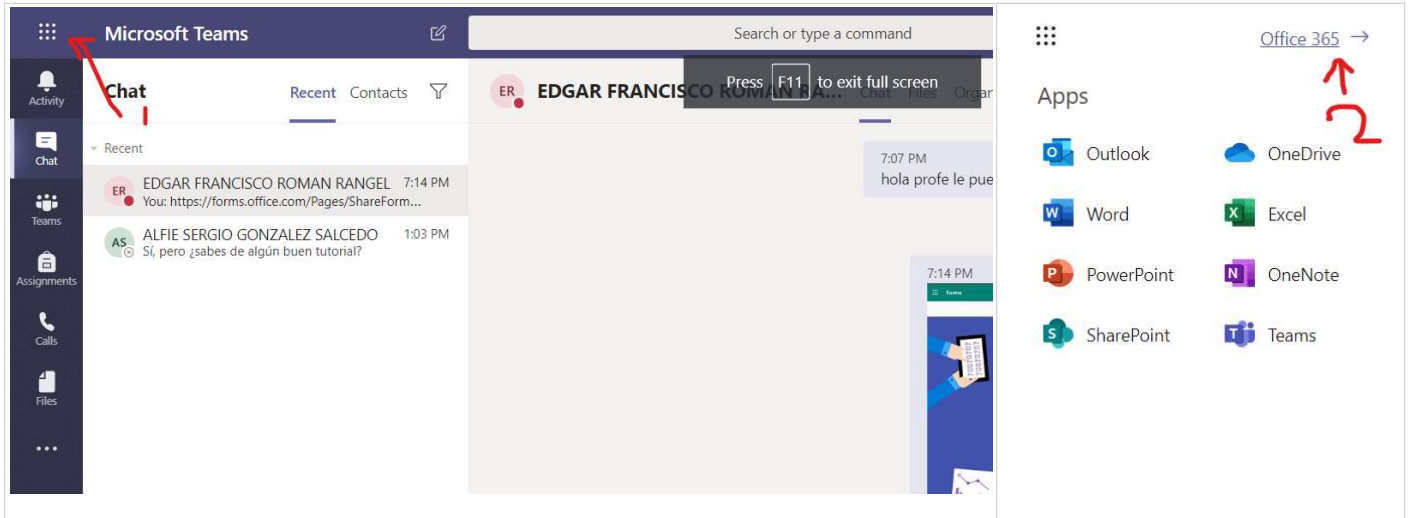 Microsoft Teams
Search or type a command
Press F11 to exit full screen
Activity
Chat
Teams
Assignments
Calls
Files
Chat
Recent Contacts
1
Recent
ER EDGAR FRANCISCO ROMAN RANGEL 7:14 PM
You: https://forms.office.com/Pages/ShareForm...
AS ALFIE SERGIO GONZALEZ SALCEDO 1:03 PM
Sí, pero ¿sabes de algún buen tutorial?
ER EDGAR FRANCISCO ROMAN RA... Chat Files Organ
7:07 PM
hola profe le pue
7:14 PM
Forms
Office 365 →
2
Apps
Outlook OneDrive
Word Excel
PowerPoint OneNote
SharePoint Teams